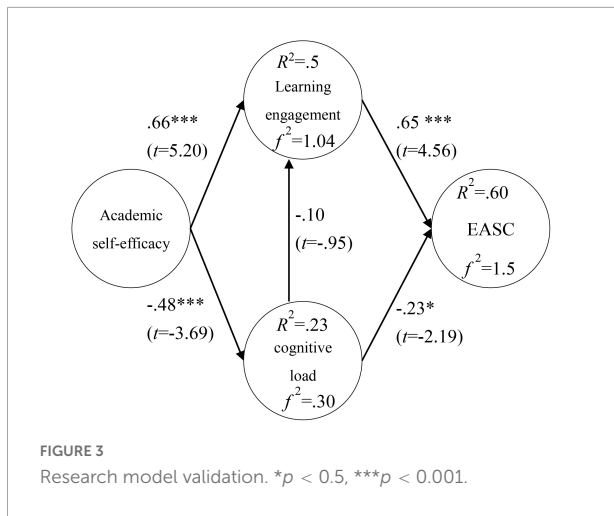 R²=.5
Learning
engagement
f²=1.04
.66***
(t=5.20)
.65 ***
(t=4.56)
Academic
self-efficacy
-.10
(t=-.95)
R²=.60
EASC
f²=1.5
-.48***
(t=-3.69)
R²=.23
cognitive
load
f²=.30
-.23*
(t=-2.19)
FIGURE 3
Research model validation. *p < 0.5, ***p < 0.001.